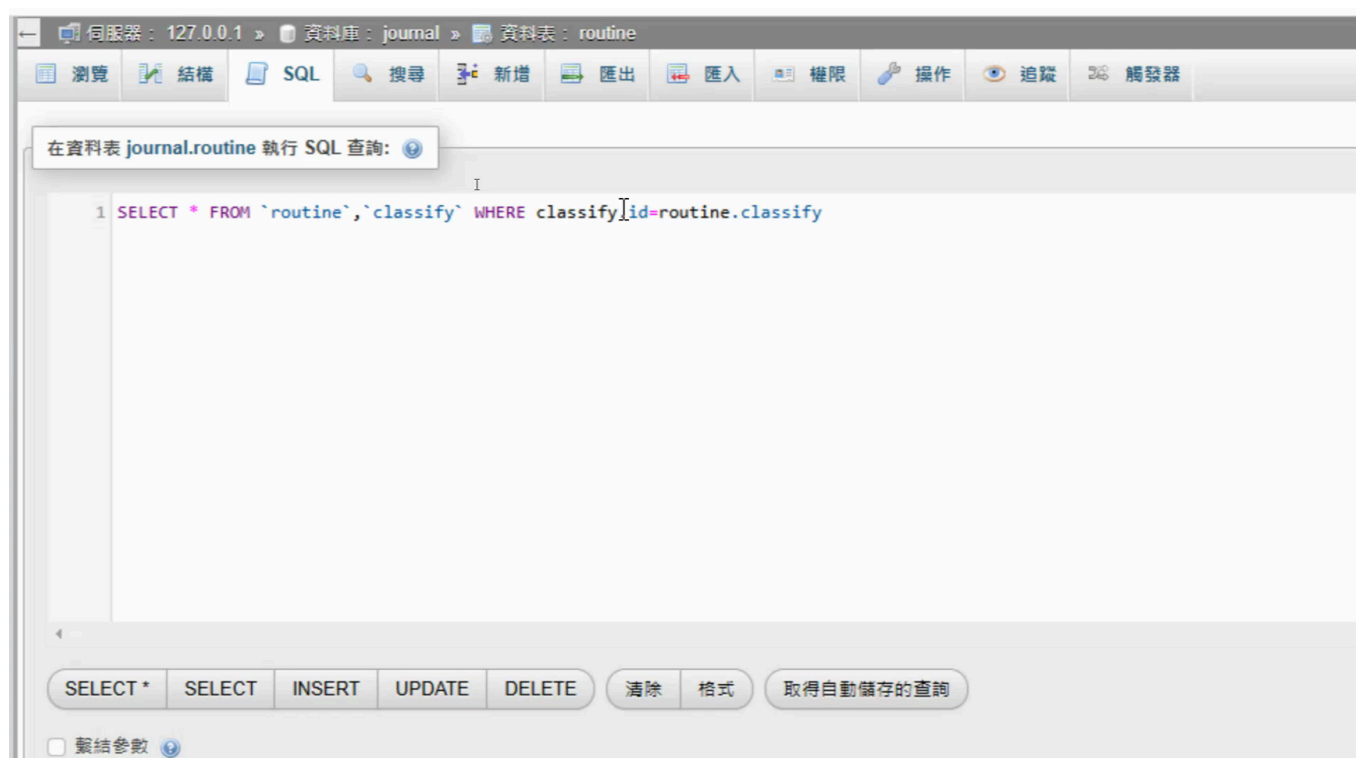 伺服器： 127.0.0.1 » 資料庫： journal » 資料表： routine
瀏覽 結構 SQL 搜尋 新增 匯出 匯入 權限 操作 追蹤 觸發器
在資料表 journal.routine 執行 SQL 查詢:
1 SELECT * FROM `routine`,`classify` WHERE classify.id=routine.classify
SELECT * SELECT INSERT UPDATE DELETE 清除 格式 取得自動儲存的查詢
繫結參數